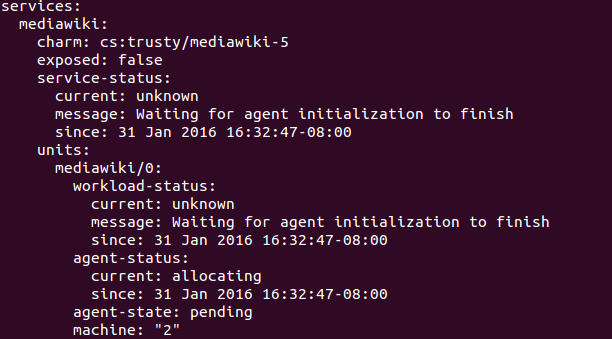 services:
  mediawiki:
    charm: cs:trusty/mediawiki-5
    exposed: false
    service-status:
      current: unknown
      message: Waiting for agent initialization to finish
      since: 31 Jan 2016 16:32:47-08:00
    units:
      mediawiki/0:
        workload-status:
          current: unknown
          message: Waiting for agent initialization to finish
          since: 31 Jan 2016 16:32:47-08:00
        agent-status:
          current: allocating
          since: 31 Jan 2016 16:32:47-08:00
        agent-state: pending
        machine: "2"